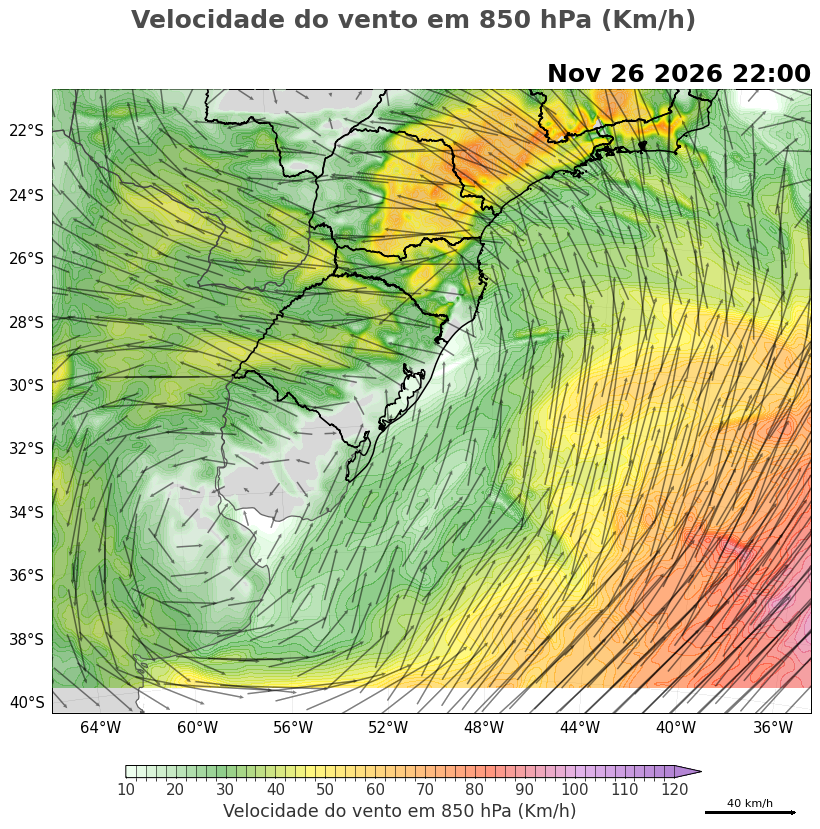 Velocidade do vento em 850 hPa (Km/h)
Nov 26 2026 22:00
22°S
24°S
26°S
28°S
30°S
32°S
34°S
36°S
38°S
40°S
64°W 60°W 56°W 52°W 48°W 44°W 40°W 36°W
10 20 30 40 50 60 70 80 90 100 110 120
40 km/h
Velocidade do vento em 850 hPa (Km/h)